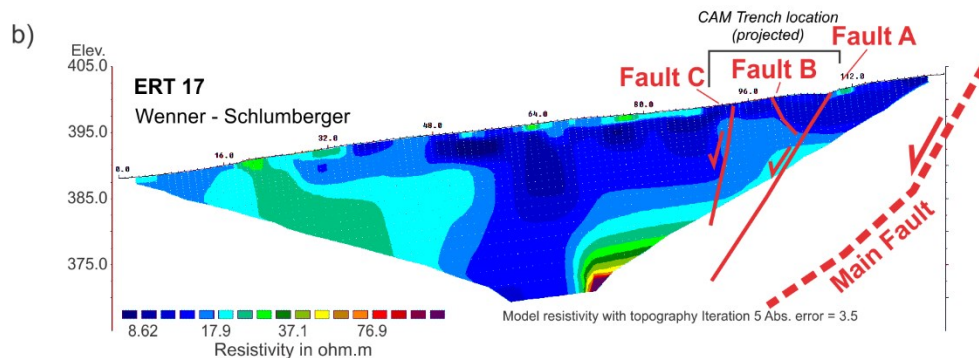 b)
CAM Trench location
(projected)
Elev.
405.0
ERT 17
Wenner - Schlumberger
Fault C
Fault B
Fault A
112.0
96.0
80.0
64.0
48.0
32.0
16.0
0.0
395.0
385.0
375.0
Main Fault
8.62 17.9 37.1 76.9
Resistivity in ohm.m
Model resistivity with topography Iteration 5 Abs. error = 3.5